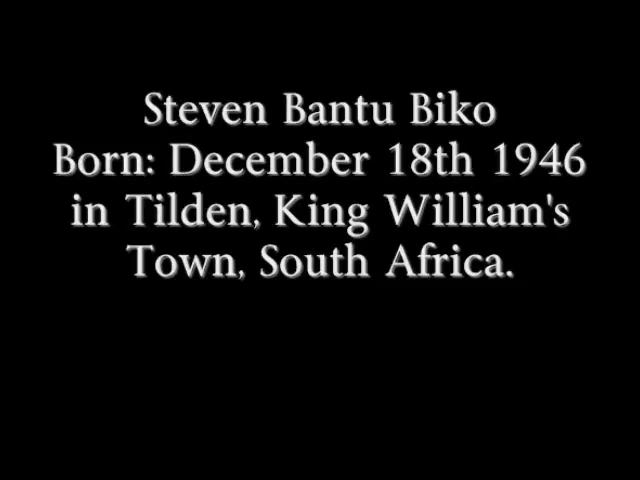 Steven Bantu Biko
Born: December 18th 1946
in Tilden, King William's
Town, South Africa.